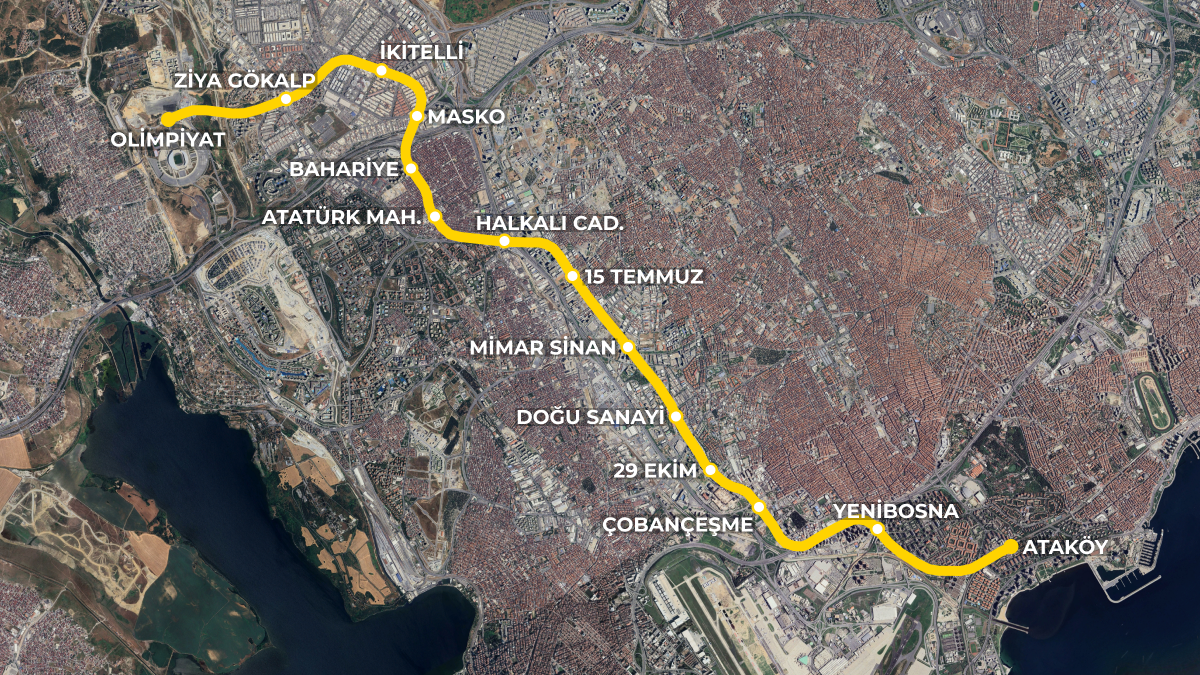 İKİTELLİ
ZİYA GÖKALP
MASKO
OLİMPİYAT
BAHARİYE
ATATÜRK MAH.
HALKALI CAD.
15 TEMMUZ
MİMAR SİNAN
DOĞU SANAYİ
29 EKİM
YENİBOSNA
ÇOBANÇEŞME
ATAKÖY